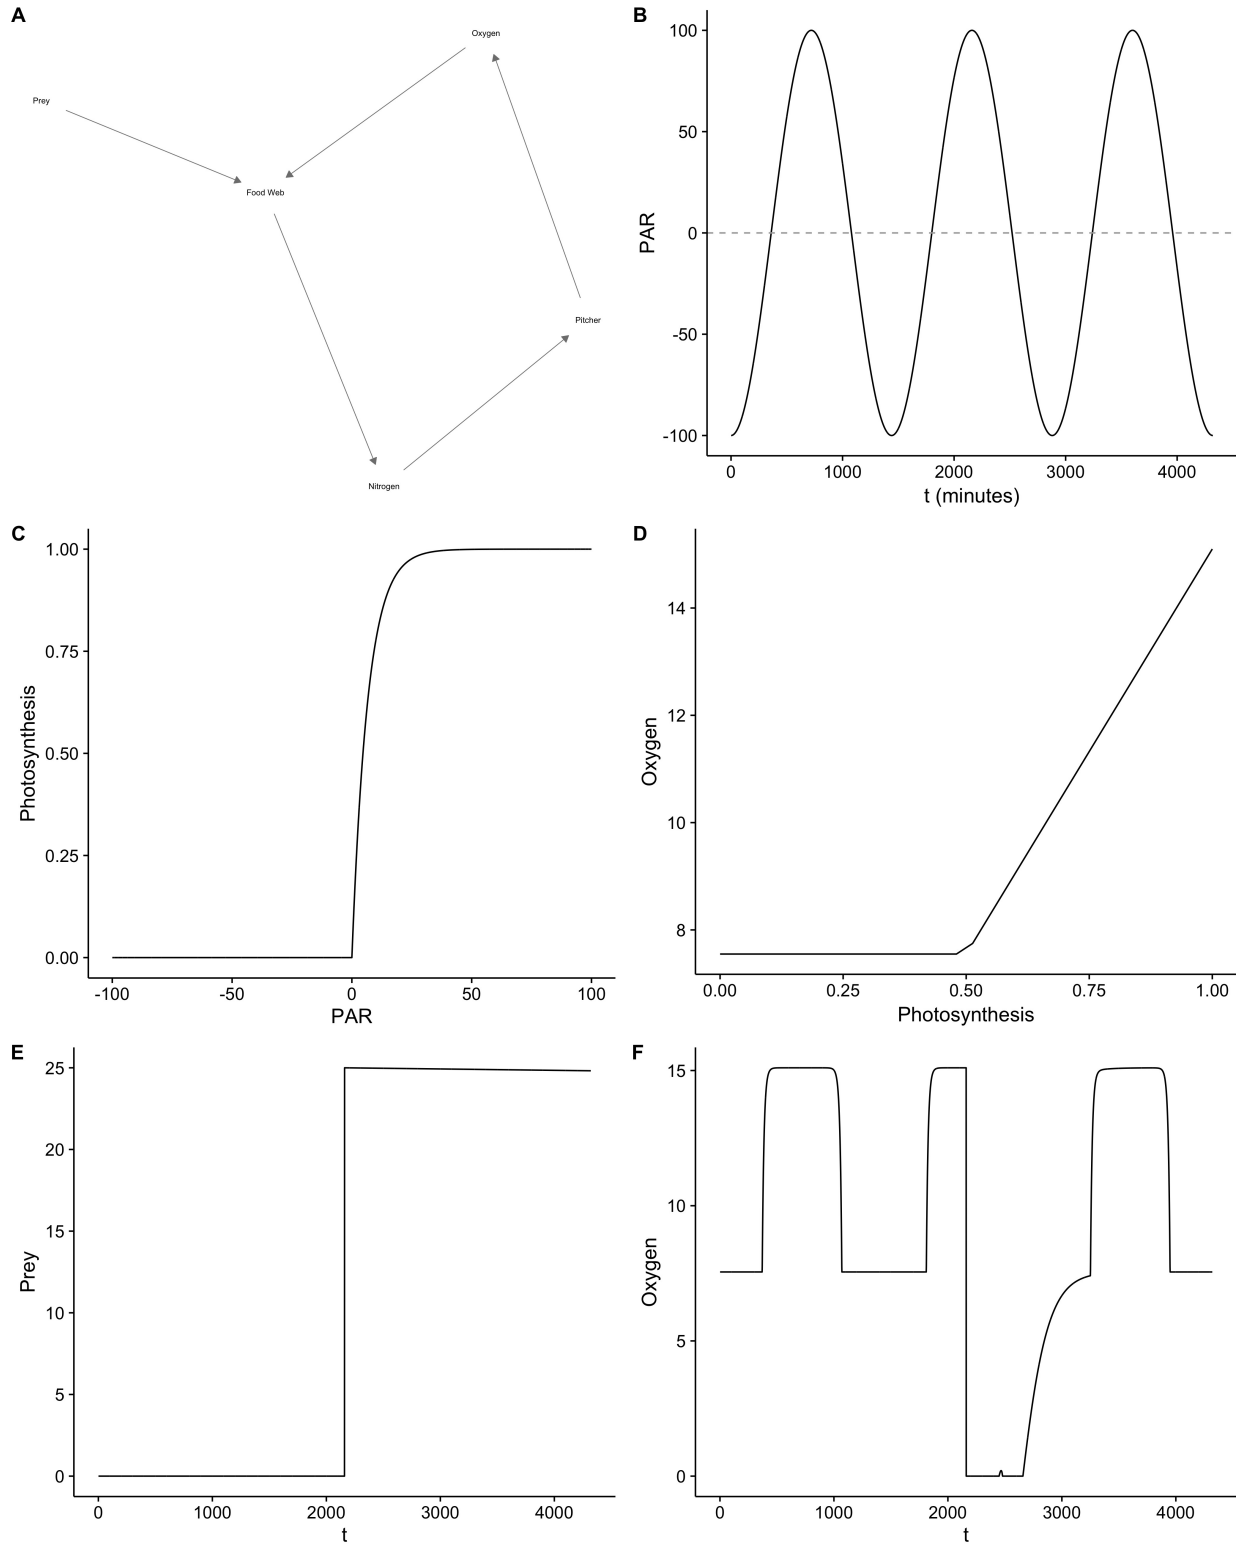 A
Oxygen
Prey
Food Web
Pitcher
Nitrogen
B
100
50
0
-50
-100
PAR
0 1000 2000 3000 4000
t (minutes)
C
1.00
0.75
0.50
0.25
0.00
Photosynthesis
-100 -50 0 50 100
PAR
D
14
12
10
8
Oxygen
0.00 0.25 0.50 0.75 1.00
Photosynthesis
E
25
20
15
10
5
0
Prey
0 1000 2000 3000 4000
t
F
15
10
5
0
Oxygen
0 1000 2000 3000 4000
t